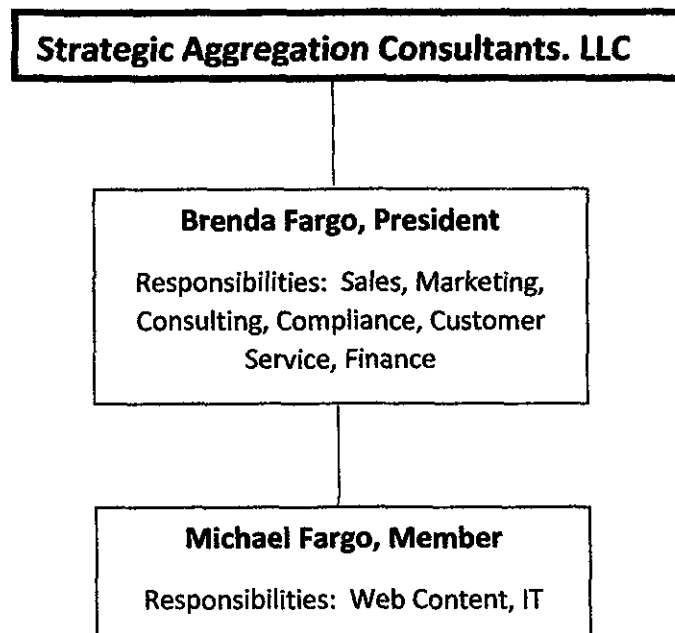 Strategic Aggregation Consultants. LLC
Brenda Fargo, President
Responsibilities: Sales, Marketing,
Consulting, Compliance, Customer
Service, Finance
Michael Fargo, Member
Responsibilities: Web Content, IT